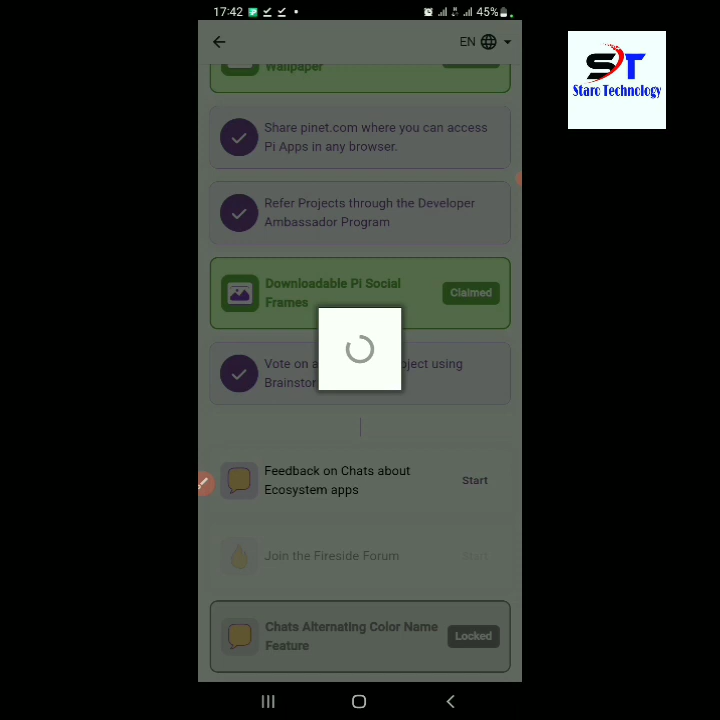 17:42
45%
EN
Wallpaper
Share pinet.com where you can access
Pi Apps in any browser.
Refer Projects through the Developer
Ambassador Program
Downloadable Pi Social
Frames
Claimed
Vote on a
ject using
Brainstor
Feedback on Chats about
Ecosystem apps
Start
Join the Fireside Forum
Start
Chats Alternating Color Name
Feature
Locked
ST
Starc Technology